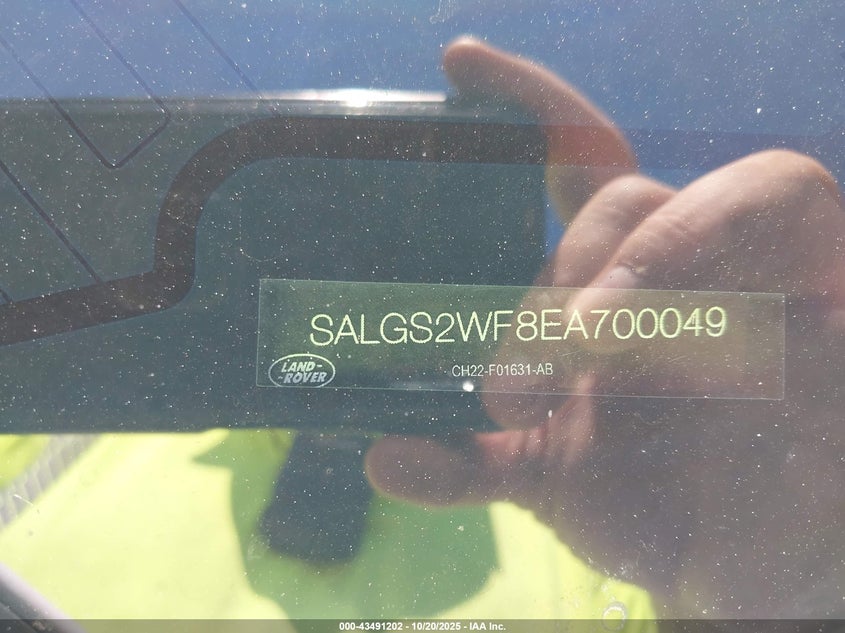 SALGS2WF8EA700049
LAND-
-ROVER
CH22-F01631-AB
000-43491202 - 10/20/2025 - IAA Inc.